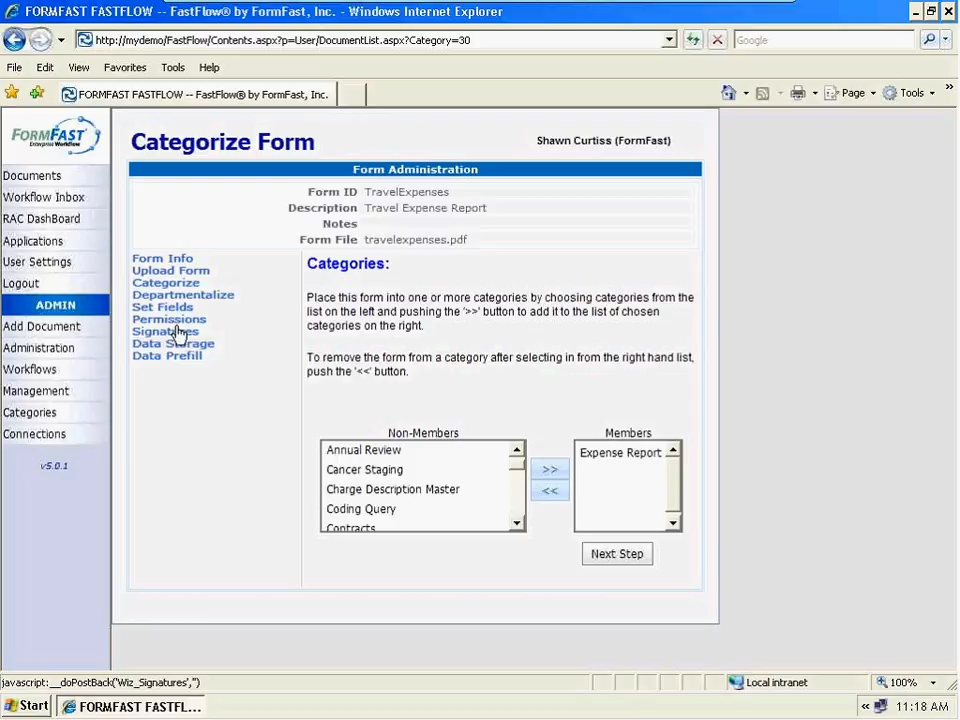 FORMFAST FASTFLOW -- FastFlow® by FormFast, Inc. - Windows Internet Explorer
http://mydemo/FastFlow/Contents.aspx?p=User/DocumentList.aspx?Category=30
Google
File Edit View Favorites Tools Help
FORMFAST FASTFLOW -- FastFlow® by FormFast, Inc.
Page
Tools
FORMFAST
Enterprise Workflow
Documents
Workflow Inbox
RAC DashBoard
Applications
User Settings
Logout
ADMIN
Add Document
Administration
Workflows
Management
Categories
Connections
v5.0.1
Categorize Form
Shawn Curtiss (FormFast)
Form Administration
Form ID TravelExpenses
Description Travel Expense Report
Notes
Form File travelexpenses.pdf
Form Info
Upload Form
Categorize
Departmentalize
Set Fields
Permissions
Signatures
Data Storage
Data Prefill
Categories:
Place this form into one or more categories by choosing categories from the
list on the left and pushing the '>>' button to add it to the list of chosen
categories on the right.
To remove the form from a category after selecting in from the right hand list,
push the '<<' button.
Non-Members
Annual Review
Cancer Staging
Charge Description Master
Coding Query
Contracts
>>
<<
Members
Expense Report
Next Step
javascript:__doPostBack('Wiz_Signatures','')
Local intranet
100%
Start
FORMFAST FASTFL...
11:18 AM